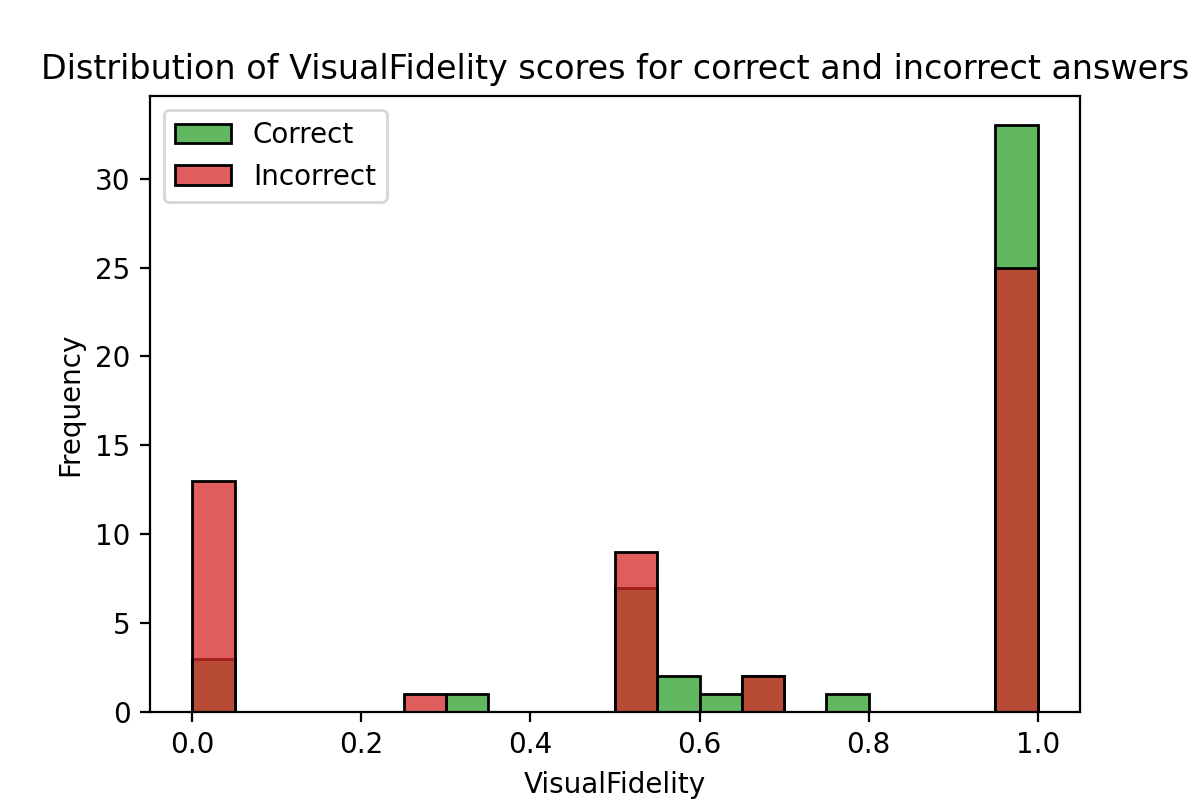 Distribution of VisualFidelity scores for correct and incorrect answers
Correct
Incorrect
30
25
20
15
10
5
0
Frequency
0.0 0.2 0.4 0.6 0.8 1.0
VisualFidelity